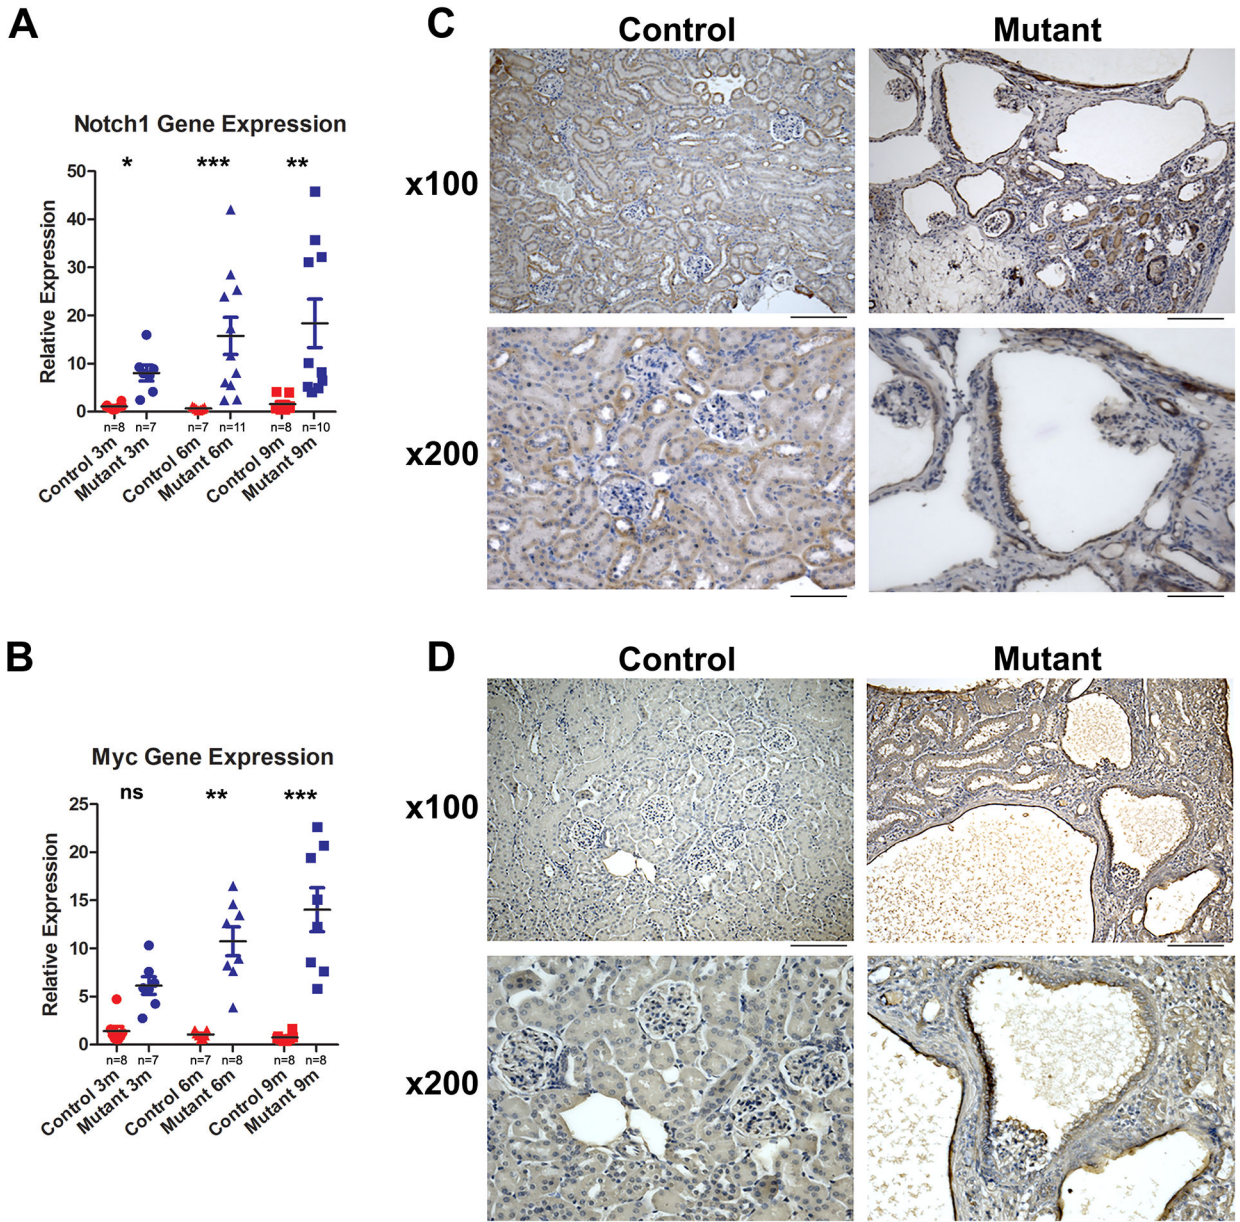 A
Notch1 Gene Expression
* *** **
Relative Expression
50
40
30
20
10
0
n=8 n=7 n=7 n=11 n=8 n=10
Control 3m
Mutant 3m
Control 6m
Mutant 6m
Control 9m
Mutant 9m
B
Myc Gene Expression
ns ** ***
Relative Expression
25
20
15
10
5
0
n=8 n=7 n=7 n=8 n=8 n=8
Control 3m
Mutant 3m
Control 6m
Mutant 6m
Control 9m
Mutant 9m
C
Control Mutant
x100
x200
D
Control Mutant
x100
x200